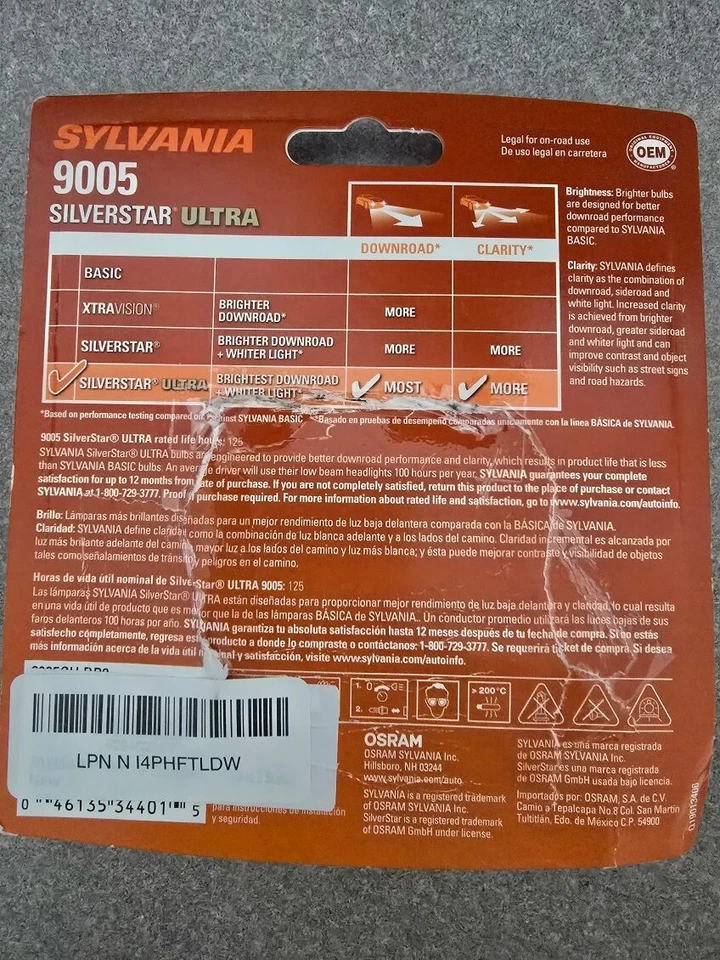 SYLVANIA
9005
SILVERSTAR® ULTRA
Legal for on-road use
De uso legal en carretera
ORIGINAL EQUIPMENT
OEM
MANUFACTURER
®
DOWNROAD*
CLARITY*
BASIC
XTRAVISION®
BRIGHTER
DOWNROAD*
MORE
SILVERSTAR®
BRIGHTER DOWNROAD
+ WHITER LIGHT*
MORE
MORE
SILVERSTAR® ULTRA
BRIGHTEST DOWNROAD
+ WHITER LIGHT*
MOST
MORE
Brightness: Brighter bulbs
are designed for better
downroad performance
compared to SYLVANIA
BASIC.
Clarity: SYLVANIA defines
clarity as the combination of
downroad, sideroad and
white light. Increased clarity
is achieved from brighter
downroad, greater sideroad
and whiter light and can
improve contrast and object
visibility such as street signs
and road hazards.
*Based on performance testing compared against SYLVANIA BASIC *Basado en pruebas de desempeño comparadas unicamente con la linea BÁSICA de SYLVANIA.
9005 SilverStar® ULTRA rated life hours: 125
SYLVANIA SilverStar® ULTRA bulbs are engineered to provide better downroad performance and clarity, which results in product life that is less
than SYLVANIA BASIC bulbs. An average driver will use their low beam headlights 100 hours per year. SYLVANIA guarantees your complete
satisfaction for up to 12 months from date of purchase. If you are not completely satisfied, return this product to the place of purchase or contact
SYLVANIA at 1-800-729-3777. Proof of purchase required. For more information about rated life and satisfaction, go to www.sylvania.com/autoinfo.
Brillo: Lámparas más brillantes diseñadas para un mejor rendimiento de luz baja delantera comparada con la BÁSICA de SYLVANIA.
Claridad: SYLVANIA define claridad como la combinación de luz blanca adelante y a los lados del camino. Claridad incremental es alcanzada por
luz más brillante adelante del camino, mayor luz a los lados del camino y luz más blanca; y ésta puede mejorar contraste y visibilidad de objetos
tales como señalamientos de tránsito y peligros en el camino.
Horas de vida útil nominal de SilverStar® ULTRA 9005: 125
Las lámparas SYLVANIA SilverStar® ULTRA están diseñadas para proporcionar mejor rendimiento de luz baja delantera y claridad, lo cual resulta
en una vida útil de producto que es menor que la de las lámparas BÁSICA de SYLVANIA. Un conductor promedio utilizará las luces bajas de sus
faros delanteros 100 horas por año. SYLVANIA garantiza tu absoluta satisfacción hasta 12 meses después de tu fecha de compra. Si no estás
satisfecho completamente, regresa este producto a donde lo compraste o contáctanos: 1-800-729-3777. Se requerirá ticket de compra. Si desea
más información acerca de la vida útil nominal y satisfacción, visite www.sylvania.com/autoinfo.
1.
2.
> 200°C
LPN N I4PHFTLDW
0 46135 34401 5
para instrucciones de instalación
y seguridad.
OSRAM
OSRAM SYLVANIA Inc.
Hillsboro, NH 03244
www.sylvania.com/auto
SYLVANIA is a registered trademark
of OSRAM SYLVANIA Inc.
SilverStar is a registered trademark
of OSRAM GmbH under license.
SYLVANIA es una marca registrada
de OSRAM SYLVANIA Inc.
SilverStar es una marca registrada
de OSRAM GmbH usada bajo licencia.
Importados por: OSRAM, S.A. de C.V.
Camio a Tepalcapa No.8 Col. San Martin
Tultitlán, Edo. de México C.P. 54900